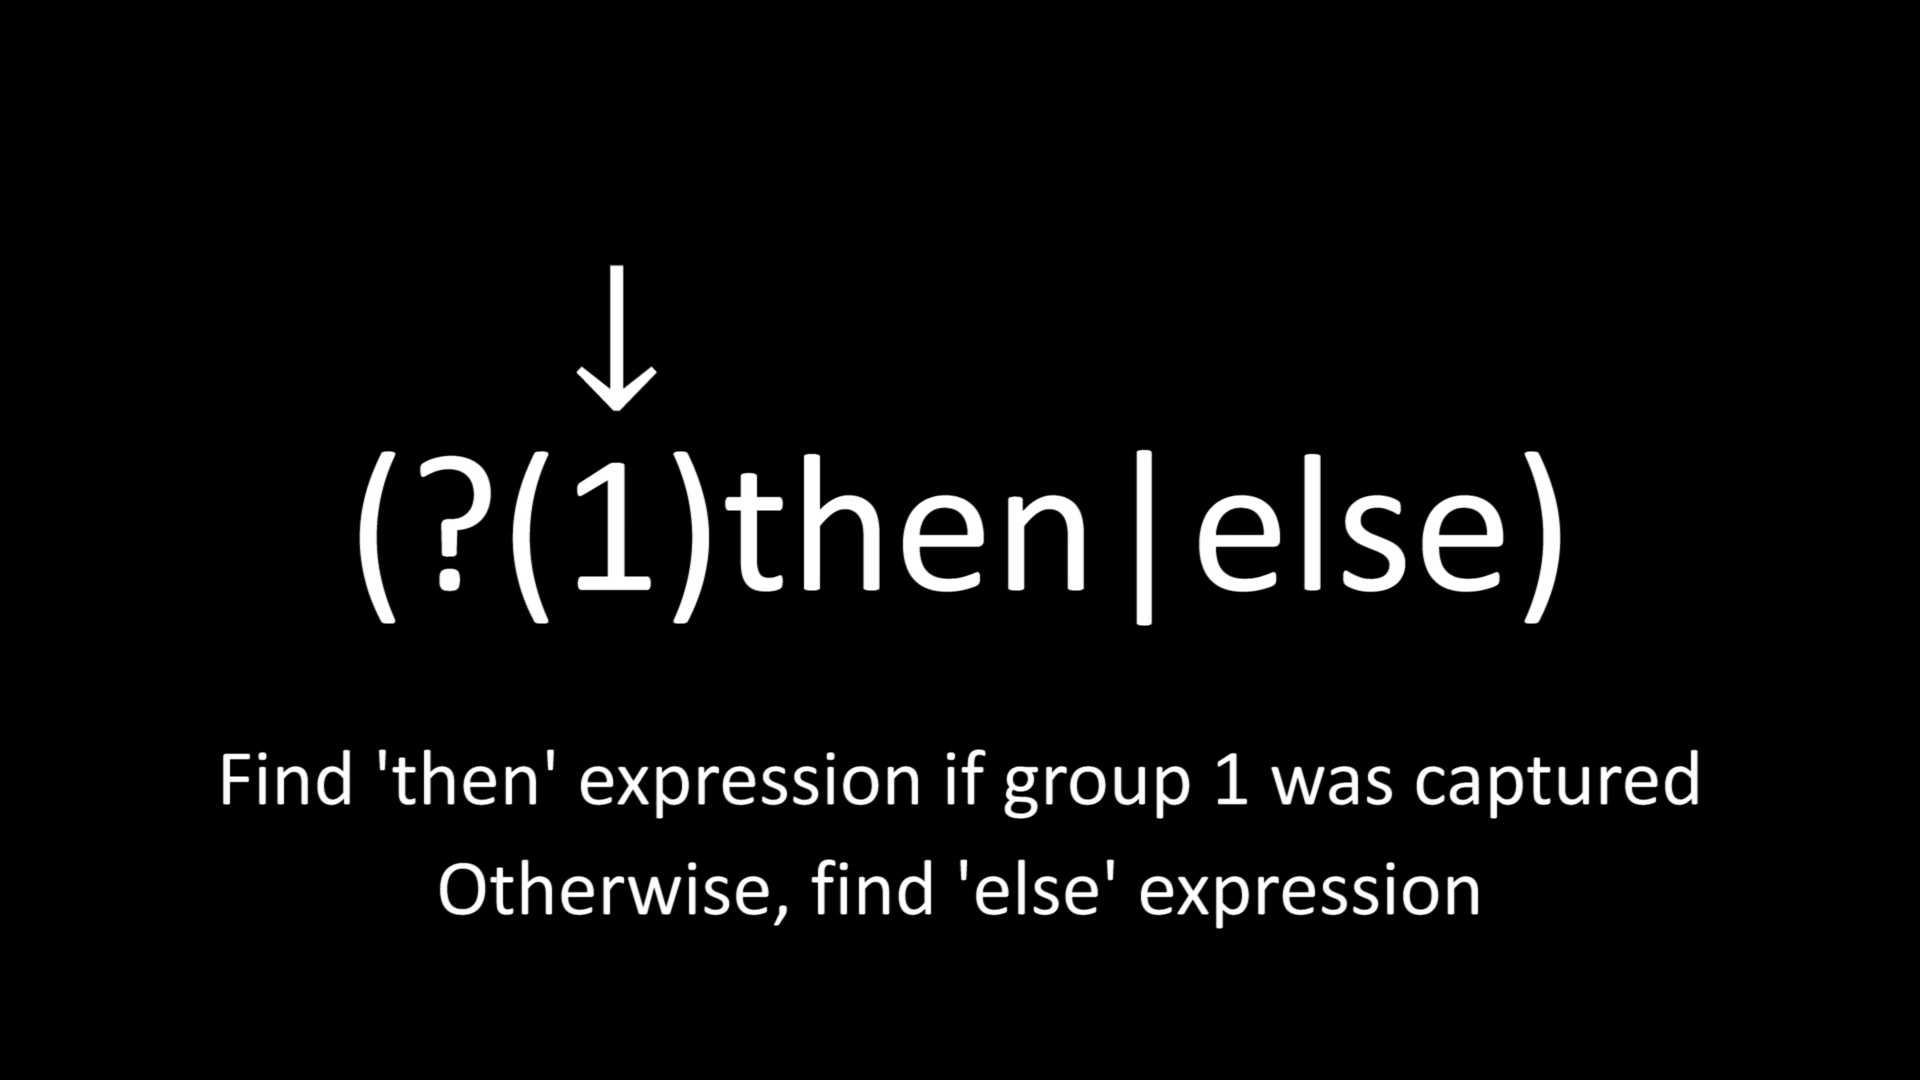 ↓
(?(1)then|else)
Find 'then' expression if group 1 was captured
Otherwise, find 'else' expression